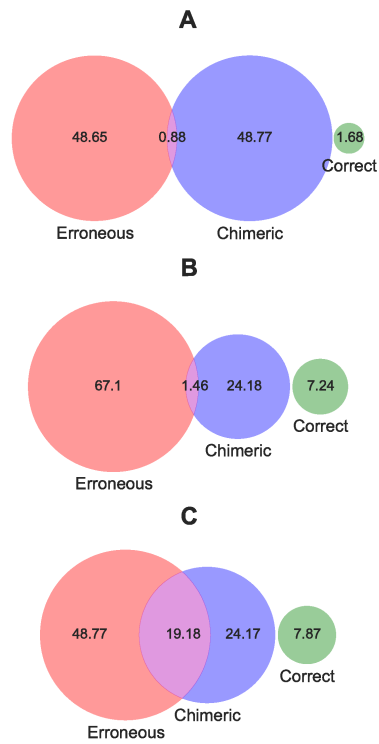 A
48.65 0.88 48.77 1.68
Correct
Erroneous Chimeric
B
67.1 1.46 24.18 7.24
Correct
Chimeric
Erroneous
C
48.77 19.18 24.17 7.87
Correct
Chimeric
Erroneous